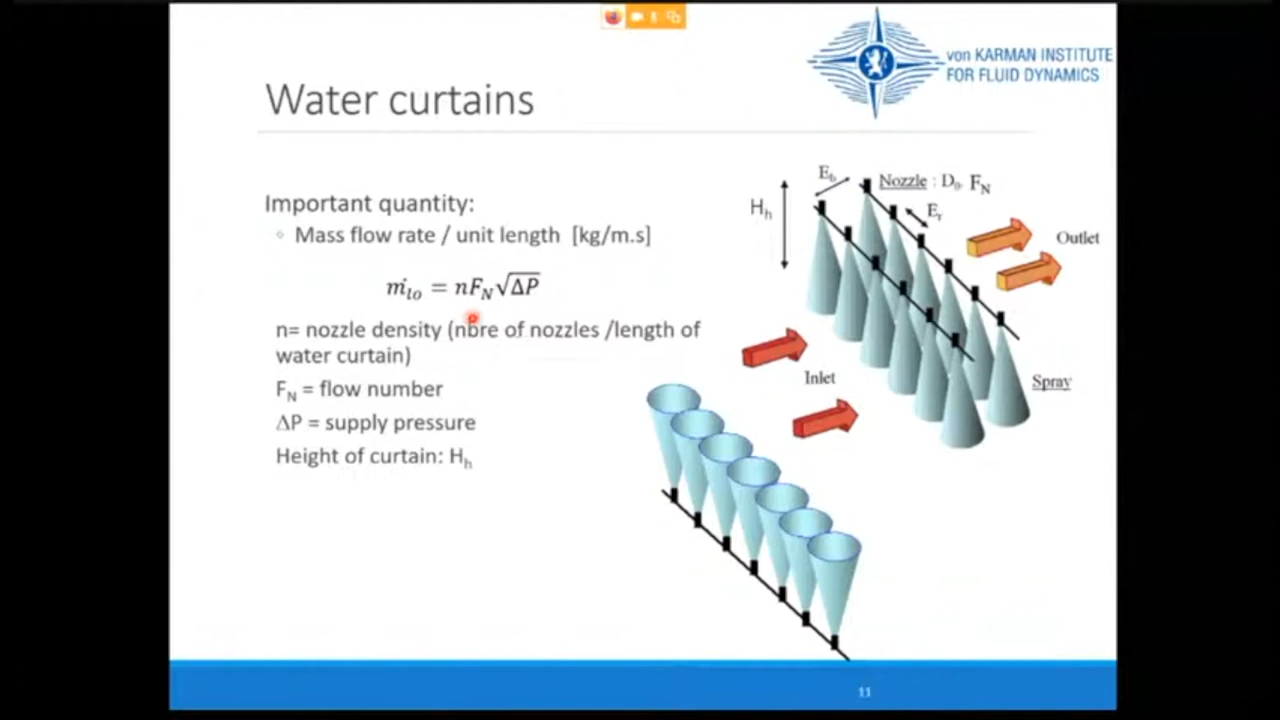 von KARMAN INSTITUTE
FOR FLUID DYNAMICS
Water curtains
Important quantity:
◦ Mass flow rate / unit length [kg/m.s]
ṁ_lo = nF_N√ΔP
n= nozzle density (nbre of nozzles /length of
water curtain)
F_N = flow number
ΔP = supply pressure
Height of curtain: H_h
E_b
Nozzle : D_0, F_N
H_h
E_r
Outlet
Inlet
Spray
11